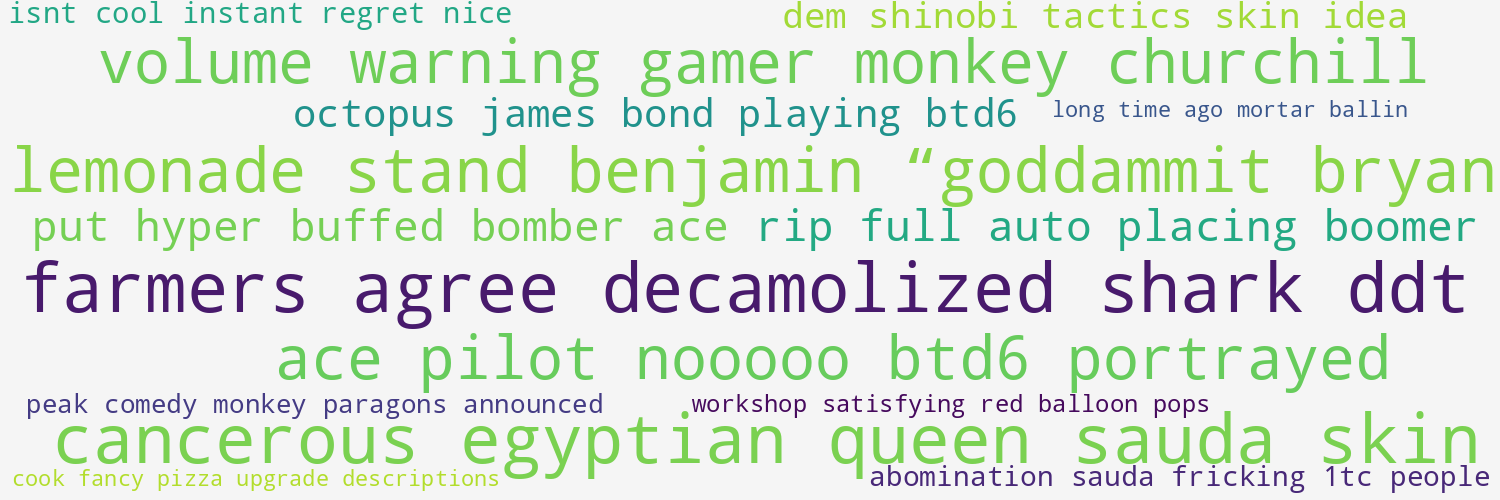 isnt cool instant regret nice
dem shinobi tactics skin idea
volume warning gamer monkey churchill
octopus james bond playing btd6
long time ago mortar ballin
lemonade stand benjamin “goddammit bryan
put hyper buffed bomber ace
rip full auto placing boomer
farmers agree decamolized shark ddt
ace pilot nooooo btd6 portrayed
peak comedy monkey paragons announced
workshop satisfying red balloon pops
cancerous egyptian queen sauda skin
cook fancy pizza upgrade descriptions
abomination sauda fricking 1tc people